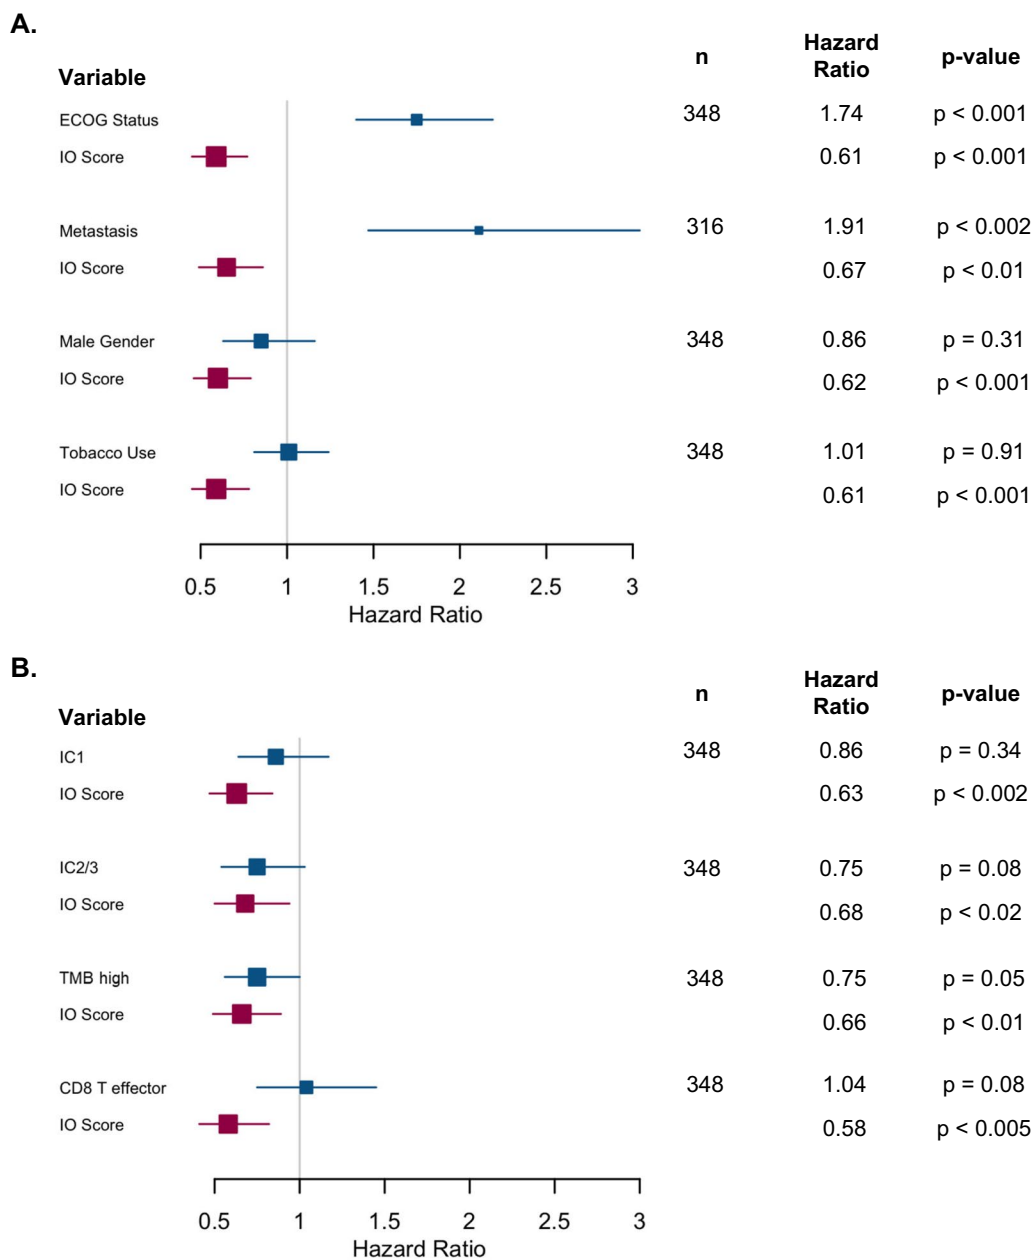 A.
Variable n Hazard Ratio p-value
ECOG Status 348 1.74 p < 0.001
IO Score 0.61 p < 0.001
Metastasis 316 1.91 p < 0.002
IO Score 0.67 p < 0.01
Male Gender 348 0.86 p = 0.31
IO Score 0.62 p < 0.001
Tobacco Use 348 1.01 p = 0.91
IO Score 0.61 p < 0.001
0.5 1 1.5 2 2.5 3
Hazard Ratio
B.
Variable n Hazard Ratio p-value
IC1 348 0.86 p = 0.34
IO Score 0.63 p < 0.002
IC2/3 348 0.75 p = 0.08
IO Score 0.68 p < 0.02
TMB high 348 0.75 p = 0.05
IO Score 0.66 p < 0.01
CD8 T effector 348 1.04 p = 0.08
IO Score 0.58 p < 0.005
0.5 1 1.5 2 2.5 3
Hazard Ratio